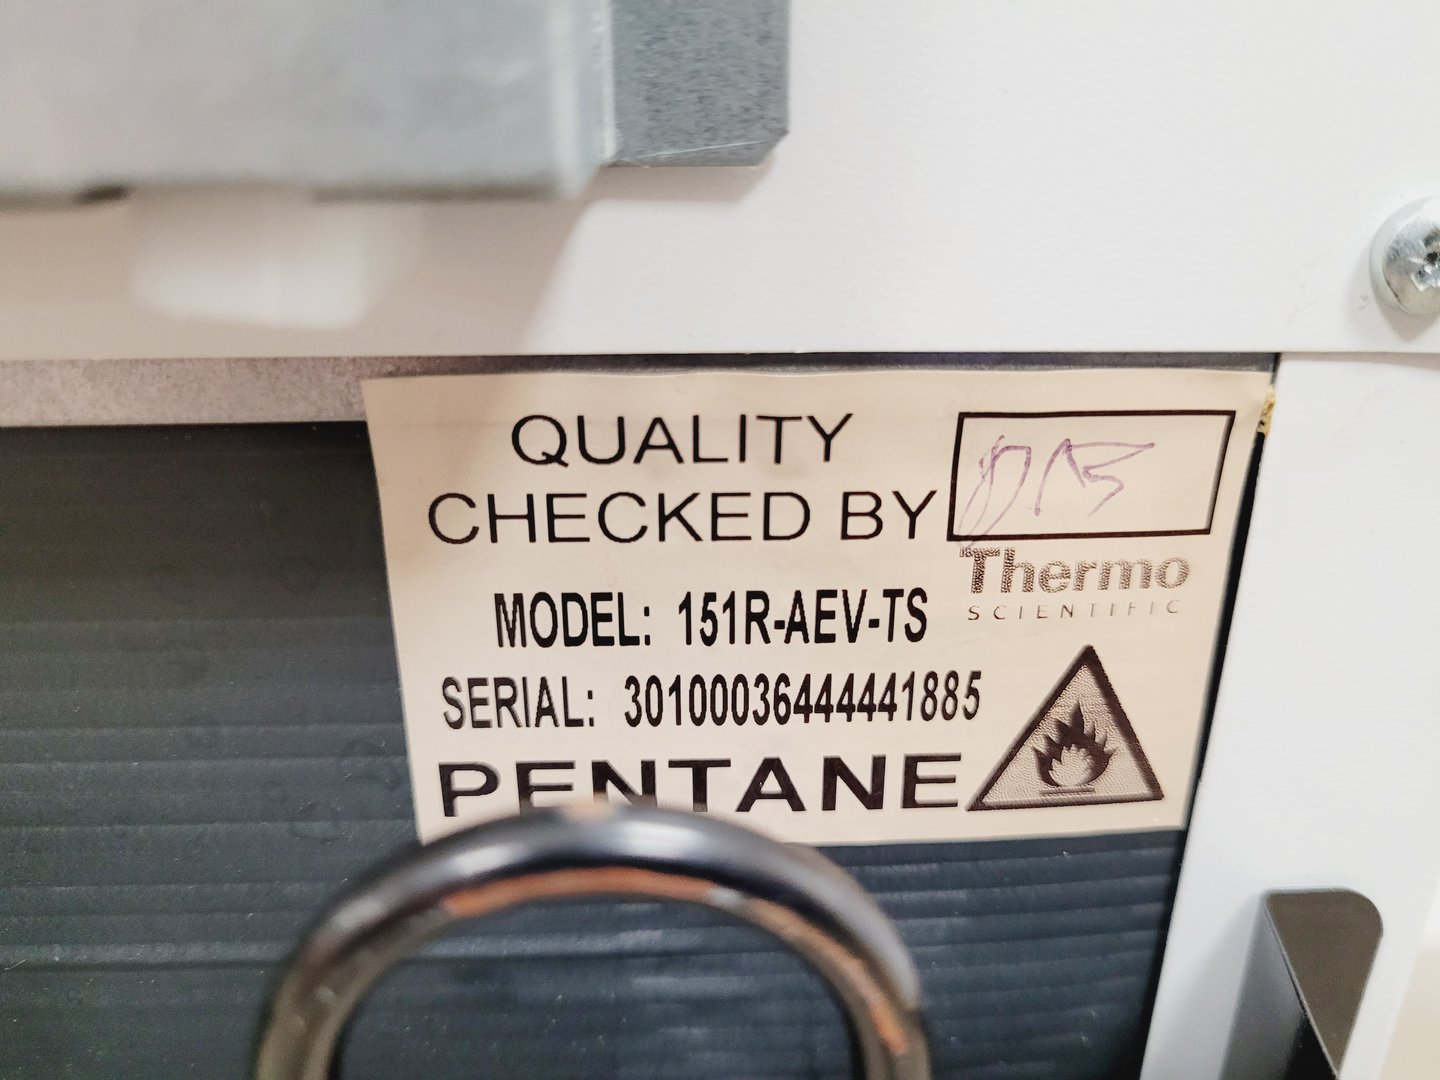 QUALITY
CHECKED BY
Thermo
SCIENTIFIC
MODEL: 151R-AEV-TS
SERIAL: 30100036444441885
PENTANE